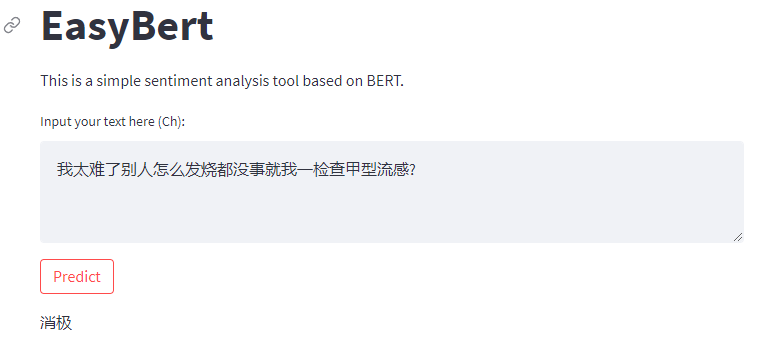 EasyBert
This is a simple sentiment analysis tool based on BERT.
Input your text here (Ch):
我太难了别人怎么发烧都没事就我一检查甲型流感?
Predict
消极